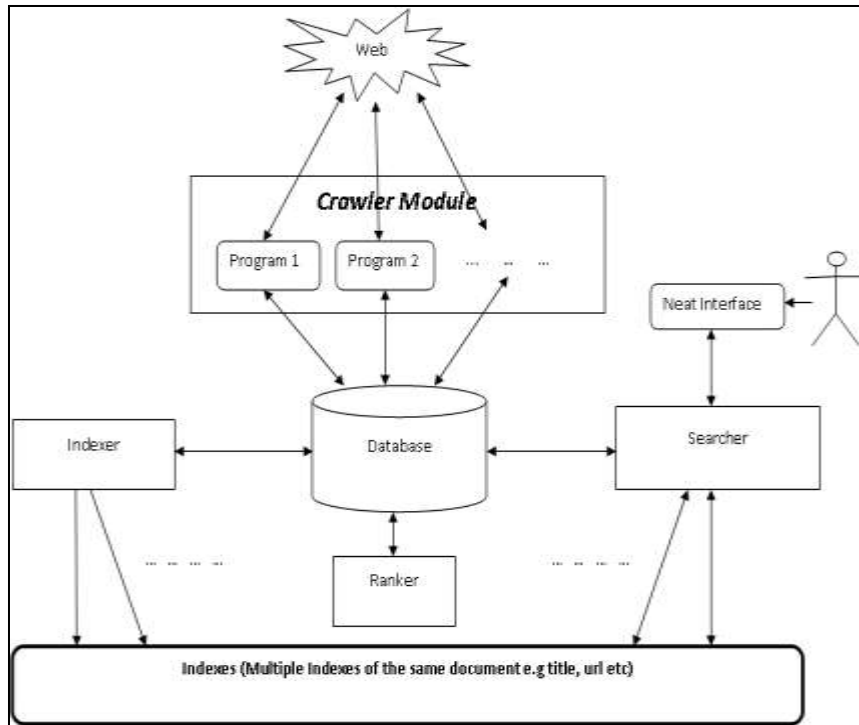 Web
Crawler Module
Program 1
Program 2
... .. ...
Neat Interface
Indexer
Database
Searcher
... .. .. ...
... .. .. ...
Ranker
Indexes (Multiple Indexes of the same document e.g title, url etc)